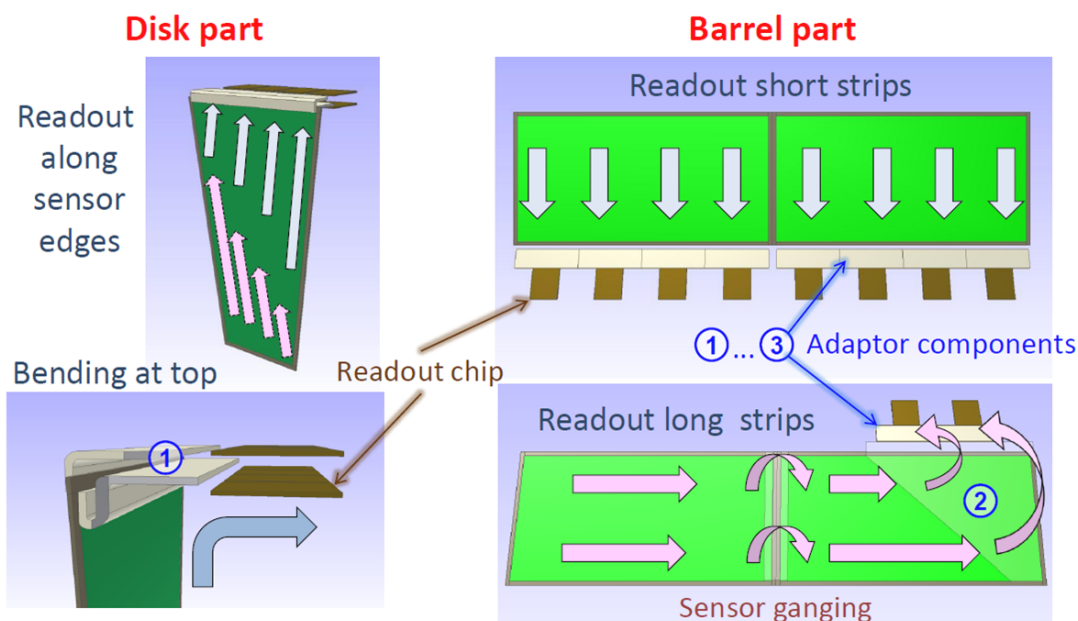 Disk part
Barrel part
Readout
along
sensor
edges
Readout short strips
① ... ③ Adaptor components
Bending at top
Readout chip
①
Readout long strips
②
Sensor ganging